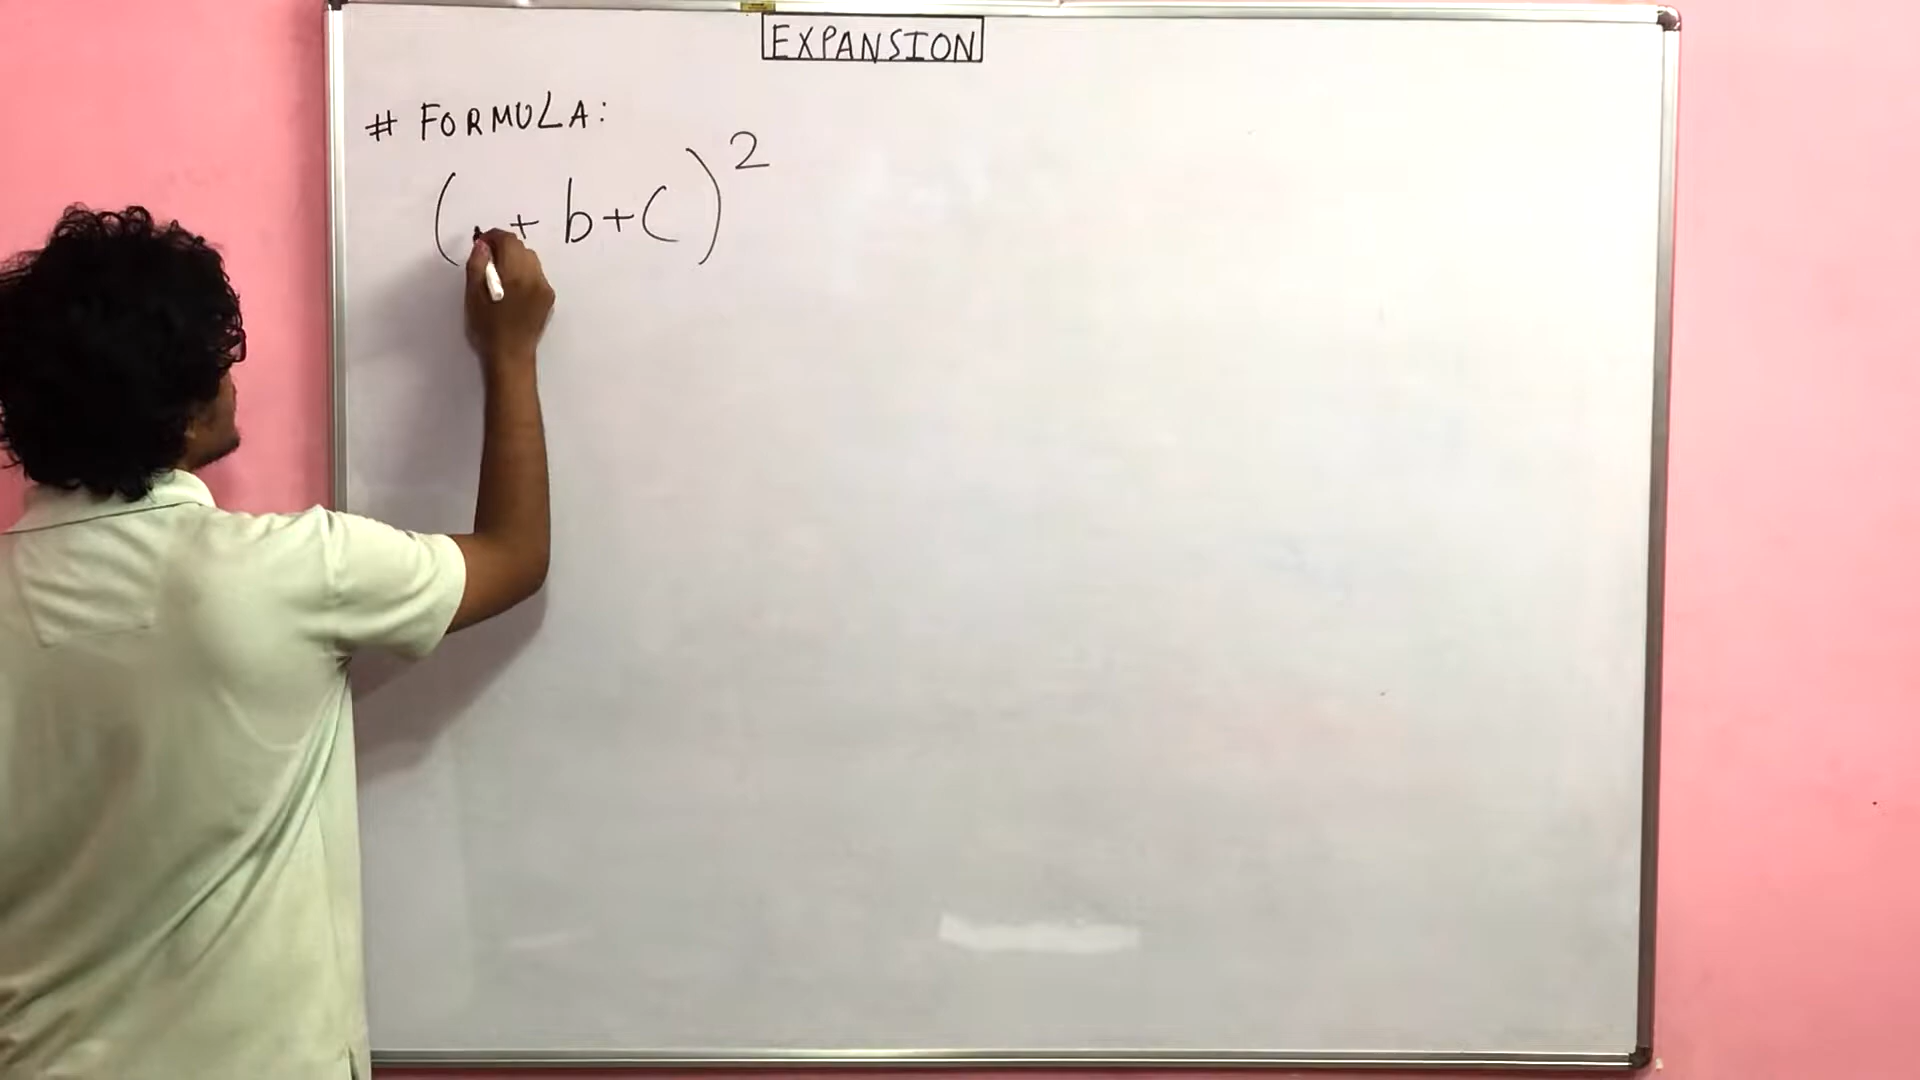 EXPANSION
# FORMULA:
( + b+c)²